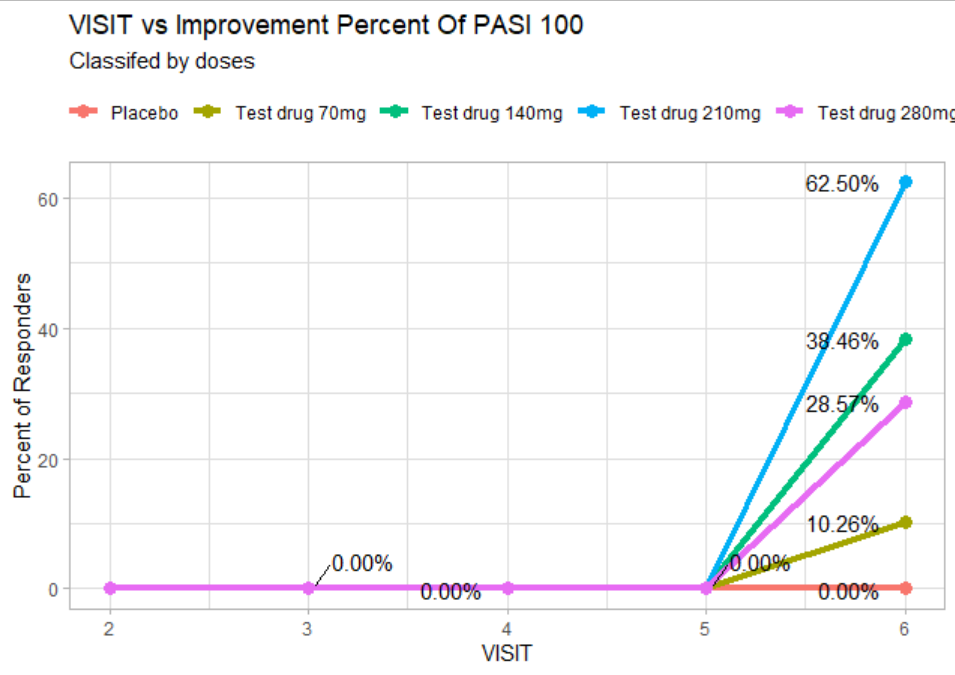 VISIT vs Improvement Percent Of PASI 100
Classifed by doses
Placebo Test drug 70mg Test drug 140mg Test drug 210mg Test drug 280mg
62.50%
60
38.46%
40
28.57%
20
10.26%
0.00% 0.00%
0.00% 0.00%
0
2 3 4 5 6
VISIT
Percent of Responders